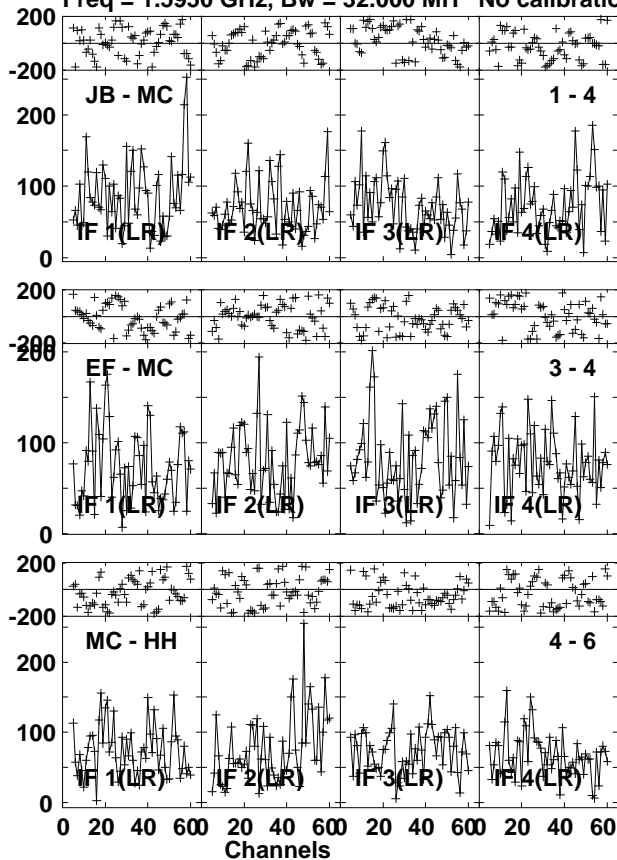 Freq = 1.5950 GHz, Bw = 32.000 MH No calibratio
200
-200
JB - MC 1 - 4
200
100
0
IF 1(LR) IF 2(LR) IF 3(LR) IF 4(LR)
200
-200
200
EF - MC 3 - 4
100
0
IF 1(LR) IF 2(LR) IF 3(LR) IF 4(LR)
200
-200
MC - HH 4 - 6
200
100
0
IF 1(LR) IF 2(LR) IF 3(LR) IF 4(LR)
0 20 40 60 0 20 40 60 0 20 40 60 0 20 40 60
Channels